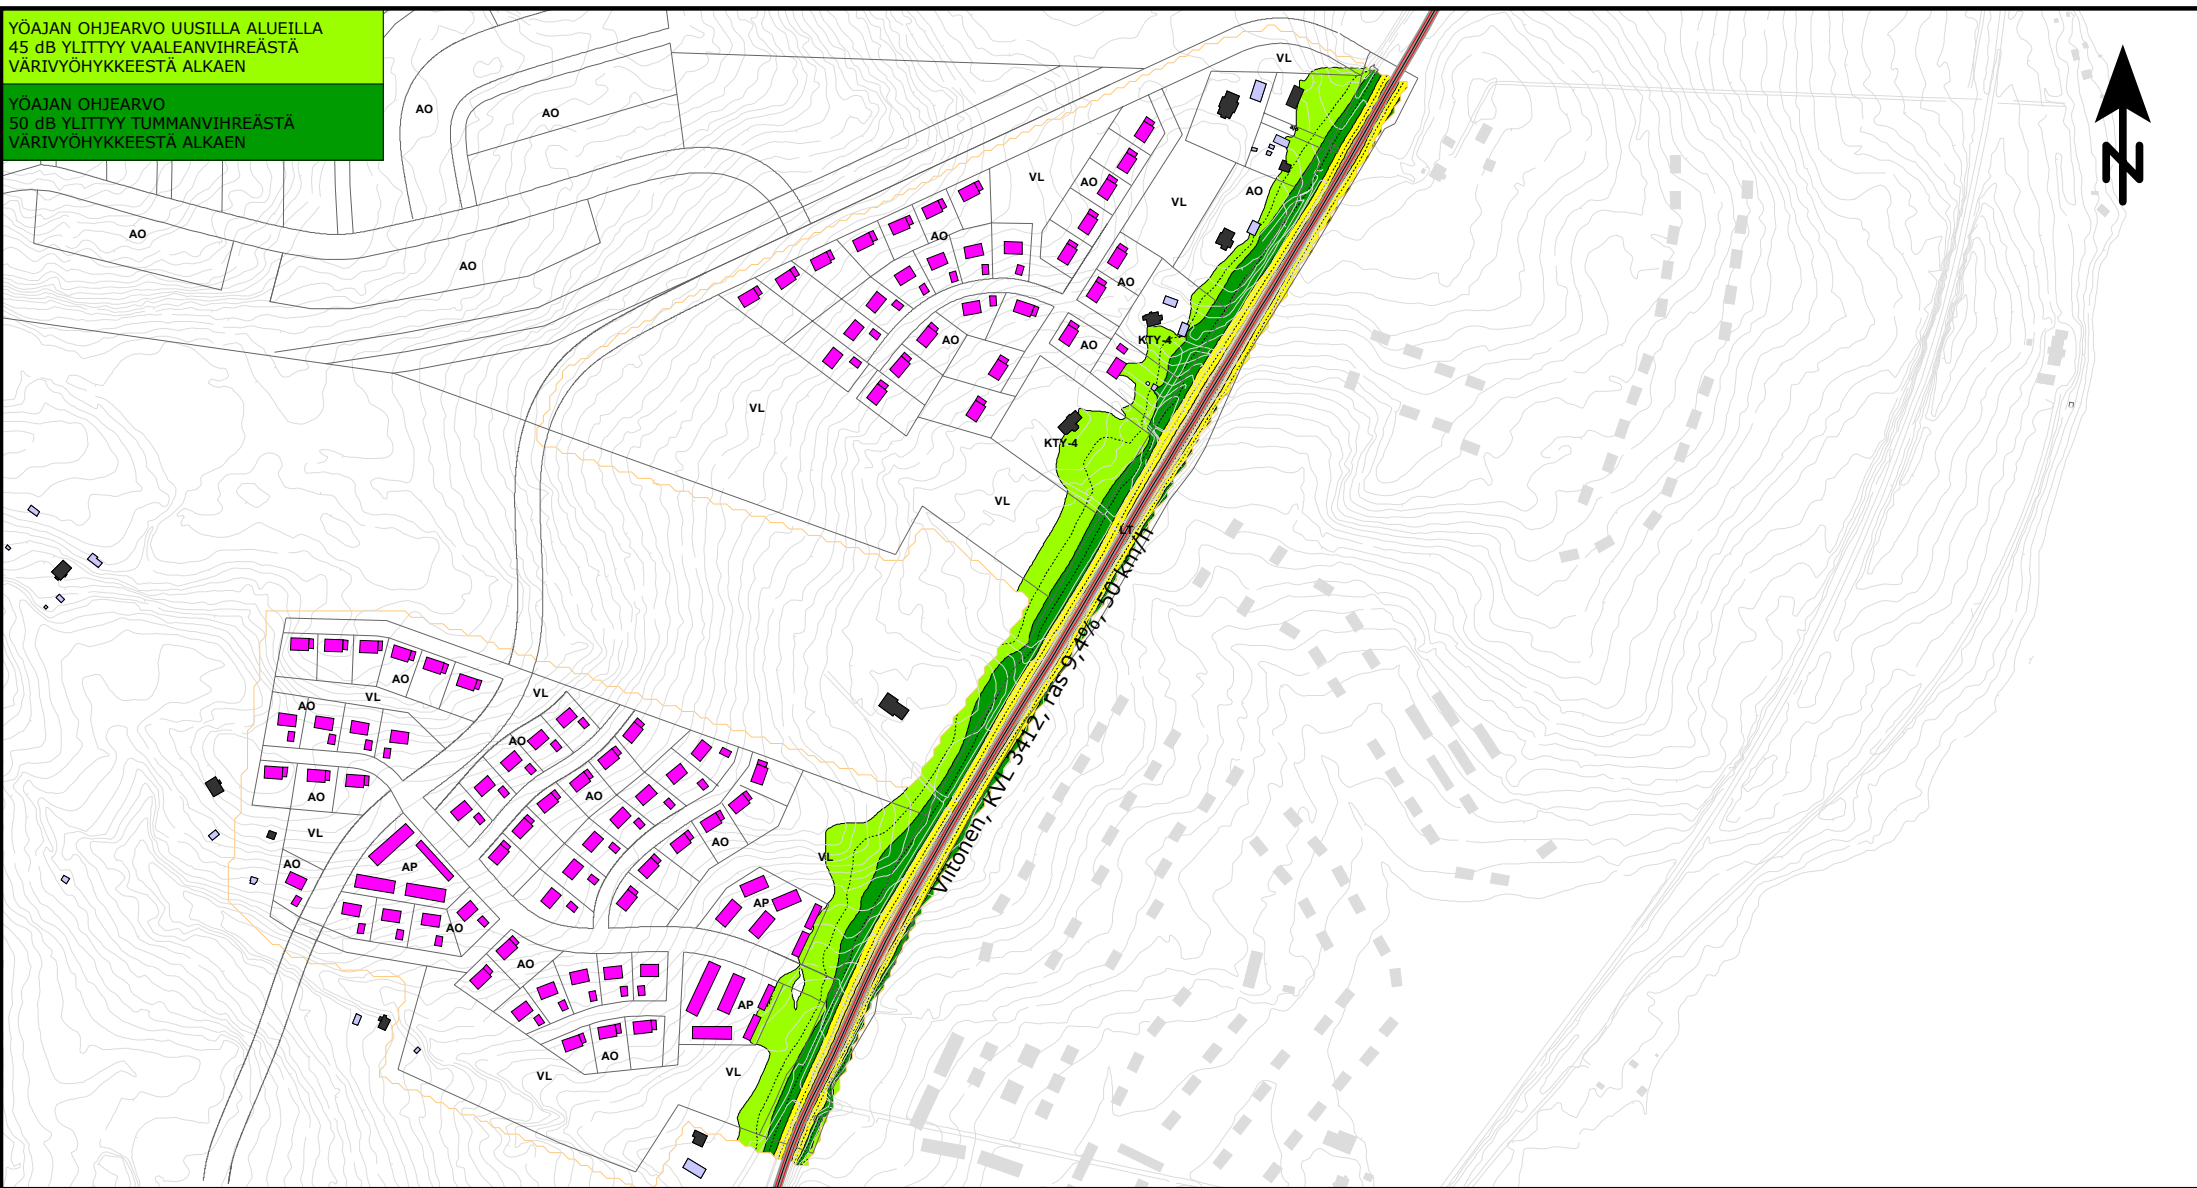 YÖAJAN OHJEARVO UUSILLA ALUEILLA
45 dB YLITTYY VAALEANVIHREÄSTÄ
VÄRIVYÖHYKKEESTÄ ALKAEN
YÖAJAN OHJEARVO
50 dB YLITTYY TUMMANVIHREÄSTÄ
VÄRIVYÖHYKKEESTÄ ALKAEN
N
VL
AO
AO
VL
AO
AO
VL
AO
AO
AO
AO
AO
KTY-4
AO
AO
VL
KTY-4
VL
LT
Viitonen, KVL 3412, ras 9,4%, 50 km/h
AO
VL
VL
AO
AO
AO
AO
VL
AO
VL
AO
AP
AP
AO
AO
AP
AO
VL
VL